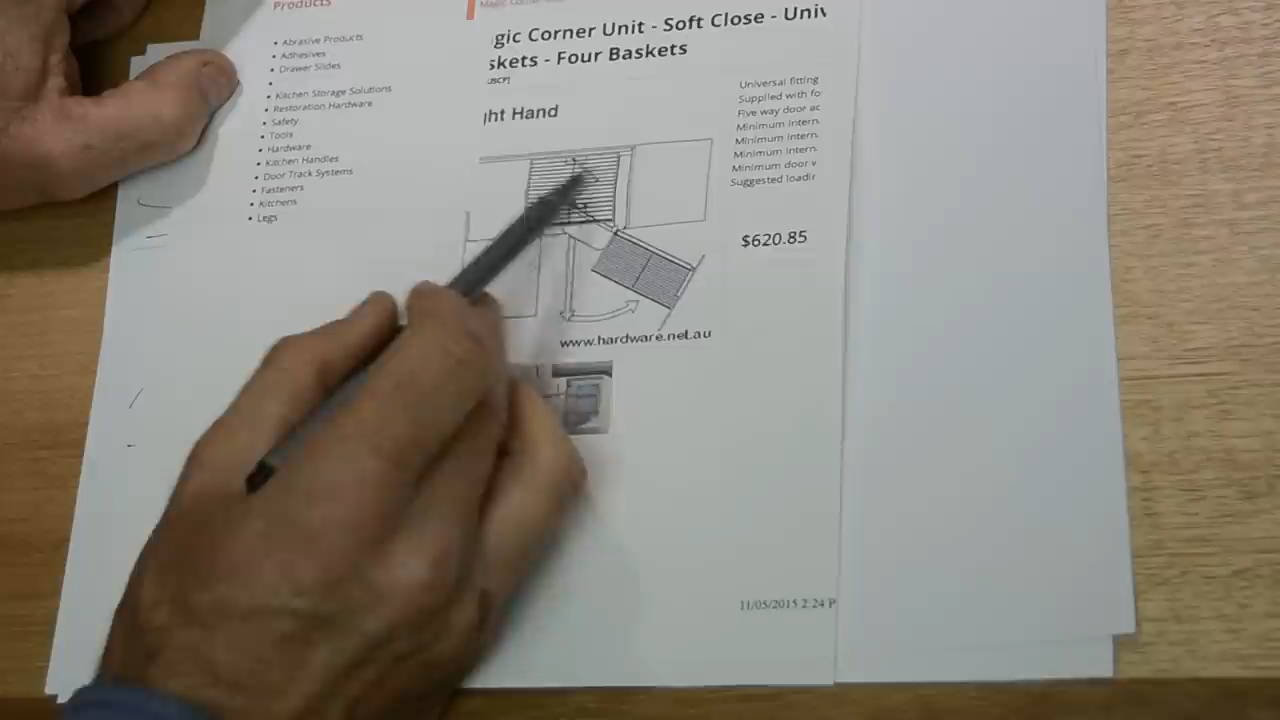 Products
• Abrasive Products
• Adhesives
• Drawer Slides
•
• Kitchen Storage Solutions
• Restoration Hardware
• Safety
• Tools
• Hardware
• Kitchen Handles
• Door Track Systems
• Fasteners
• Kitchens
• Legs
Magic Corner
gic Corner Unit - Soft Close - Univ
skets - Four Baskets
ght Hand
Universal fitting
Supplied with fo
Five way door ac
Minimum Intern
Minimum Intern
Minimum Intern
Minimum door v
Suggested loadir
$620.85
www.hardware.net.au
11/05/2015 2:24 P